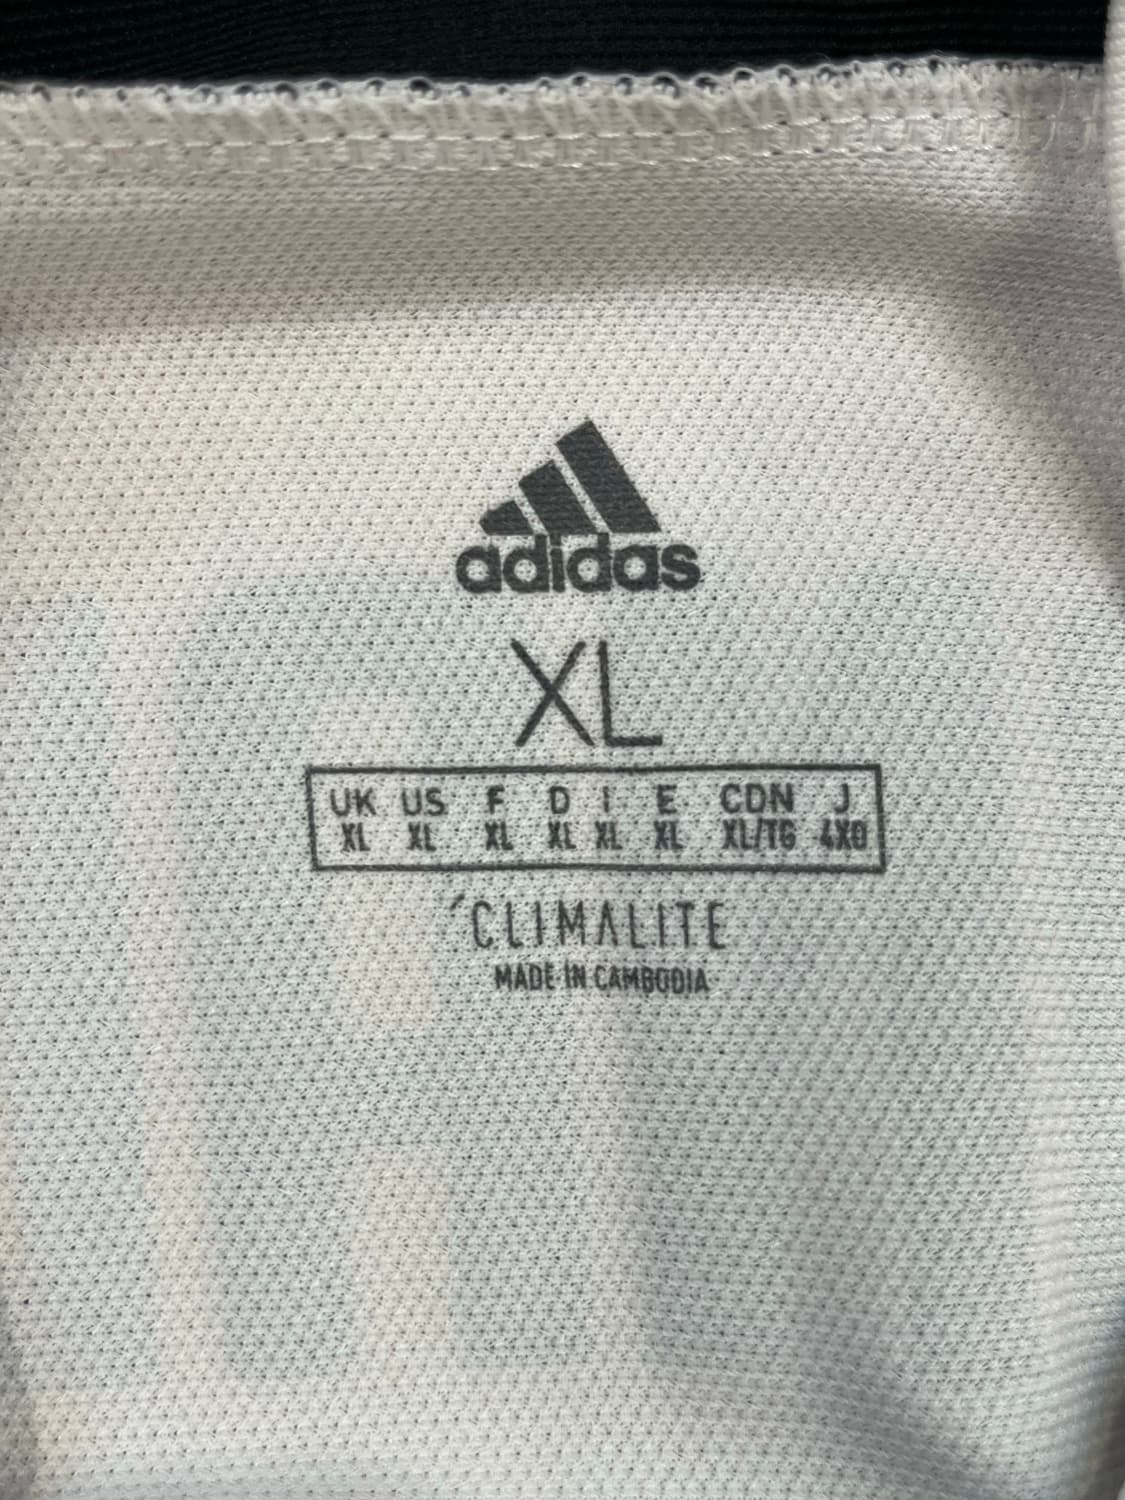 adidas
XL
UK US F D I E CDN J
XL XL XL XL XL XL XL/TG 4XO
CLIMALITE
MADE IN CAMBODIA